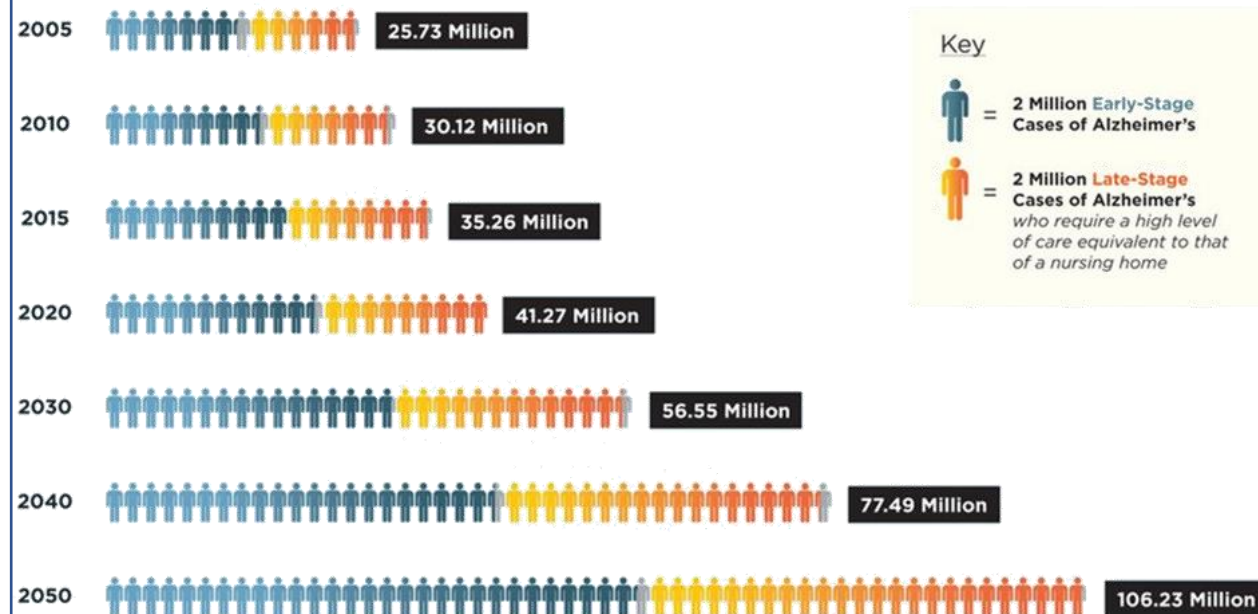 2005
25.73 Million
2010
30.12 Million
2015
35.26 Million
2020
41.27 Million
2030
56.55 Million
2040
77.49 Million
2050
106.23 Million
Key
= 2 Million Early-Stage
Cases of Alzheimer's
= 2 Million Late-Stage
Cases of Alzheimer's
who require a high level
of care equivalent to that
of a nursing home